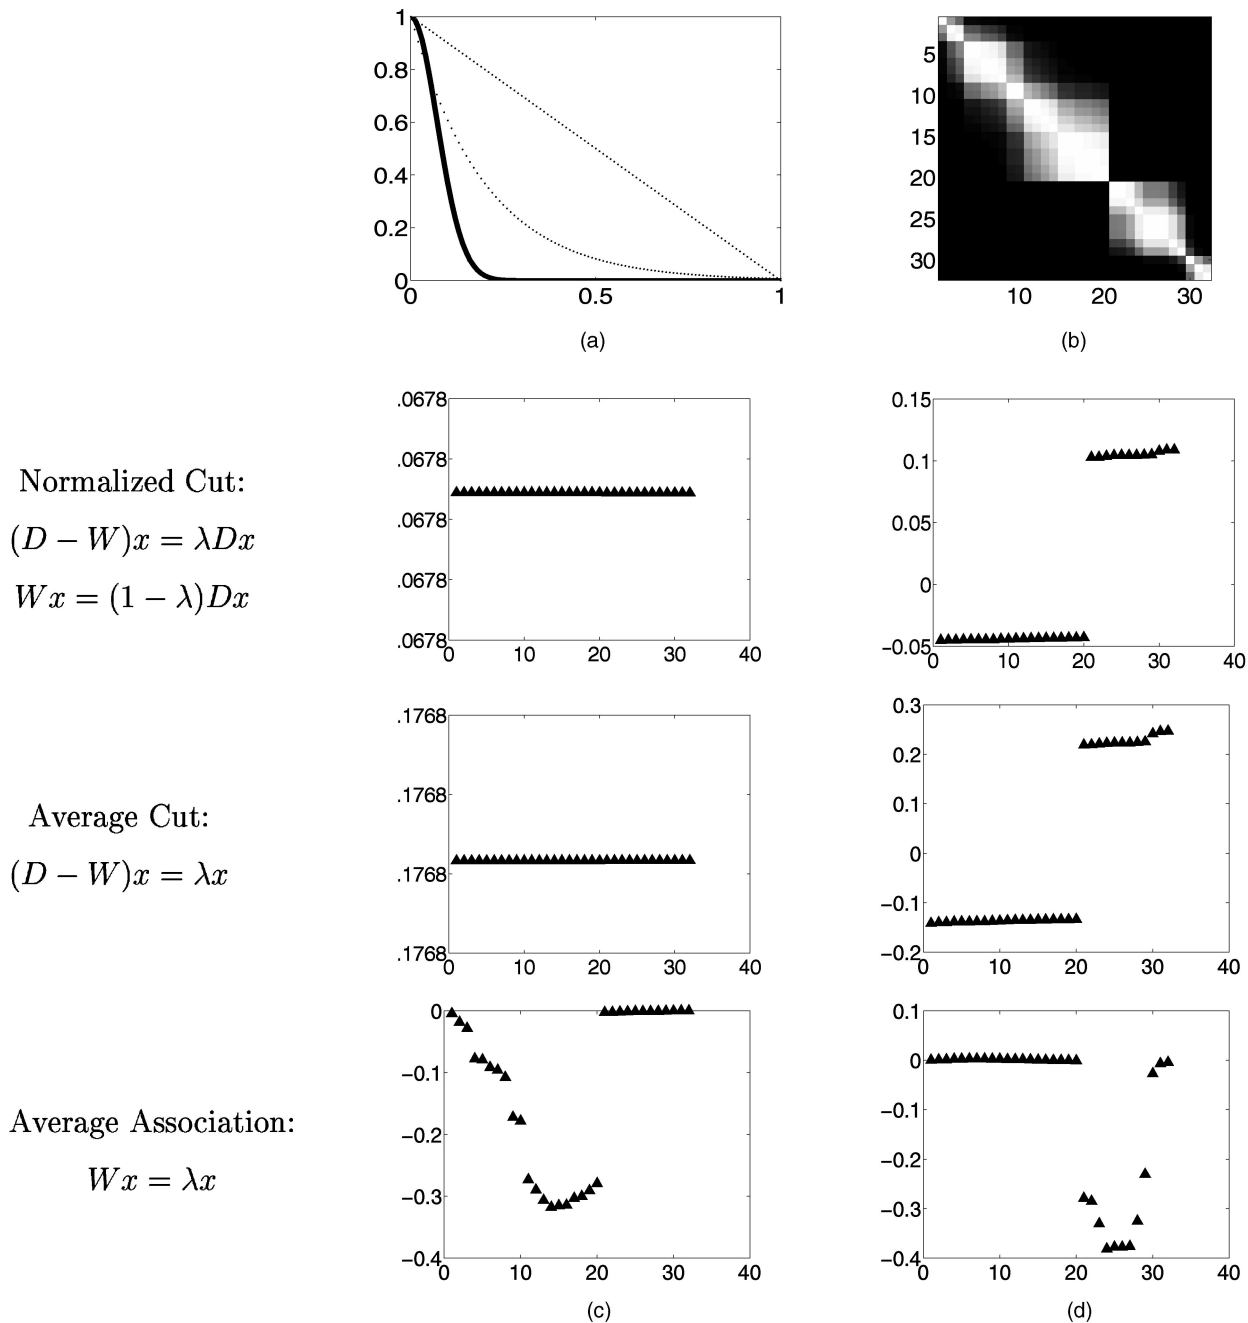 1
0.8
0.6
0.4
0.2
0
0 0.5 1
(a)
5
10
15
20
25
30
10 20 30
(b)
Normalized Cut:
(D − W)x = λDx
Wx = (1 − λ)Dx
.0678
.0678
.0678
.0678
.0678
0 10 20 30 40
0.15
0.1
0.05
0
−0.05
0 10 20 30 40
Average Cut:
(D − W)x = λx
.1768
.1768
.1768
.1768
0 10 20 30 40
0.3
0.2
0.1
0
−0.1
−0.2
0 10 20 30 40
Average Association:
Wx = λx
0
−0.1
−0.2
−0.3
−0.4
0 10 20 30 40
(c)
0.1
0
−0.1
−0.2
−0.3
−0.4
0 10 20 30 40
(d)